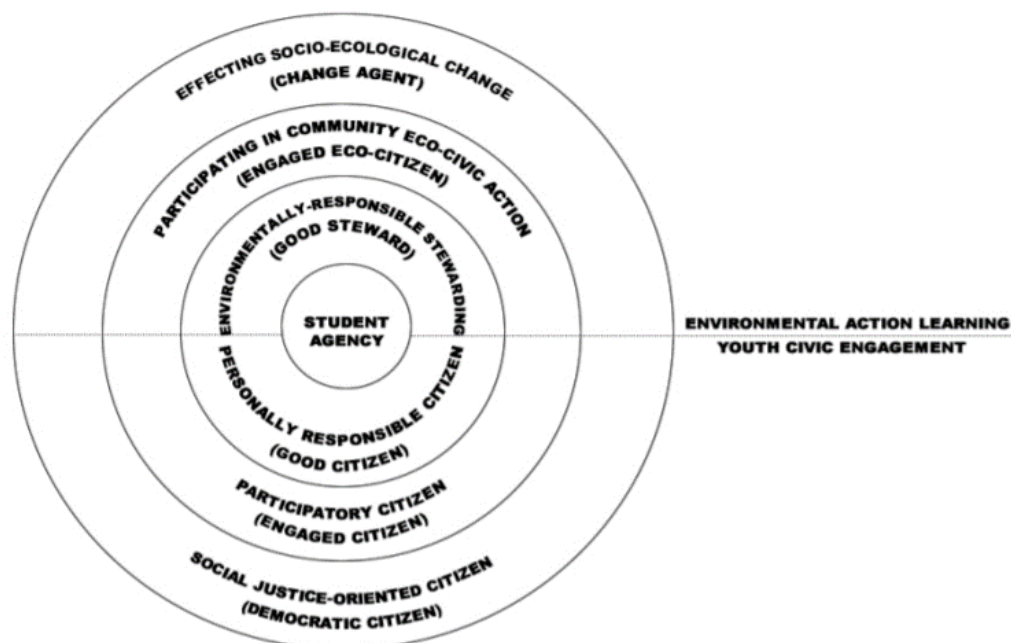 EFFECTING SOCIO-ECOLOGICAL CHANGE
(CHANGE AGENT)
PARTICIPATING IN COMMUNITY ECO-CIVIC ACTION
(ENGAGED ECO-CITIZEN)
ENVIRONMENTALLY-RESPONSIBLE STEWARDING
(GOOD STEWARD)
STUDENT
AGENCY
ENVIRONMENTAL ACTION LEARNING
YOUTH CIVIC ENGAGEMENT
PERSONALLY RESPONSIBLE CITIZEN
(GOOD CITIZEN)
PARTICIPATORY CITIZEN
(ENGAGED CITIZEN)
SOCIAL JUSTICE-ORIENTED CITIZEN
(DEMOCRATIC CITIZEN)